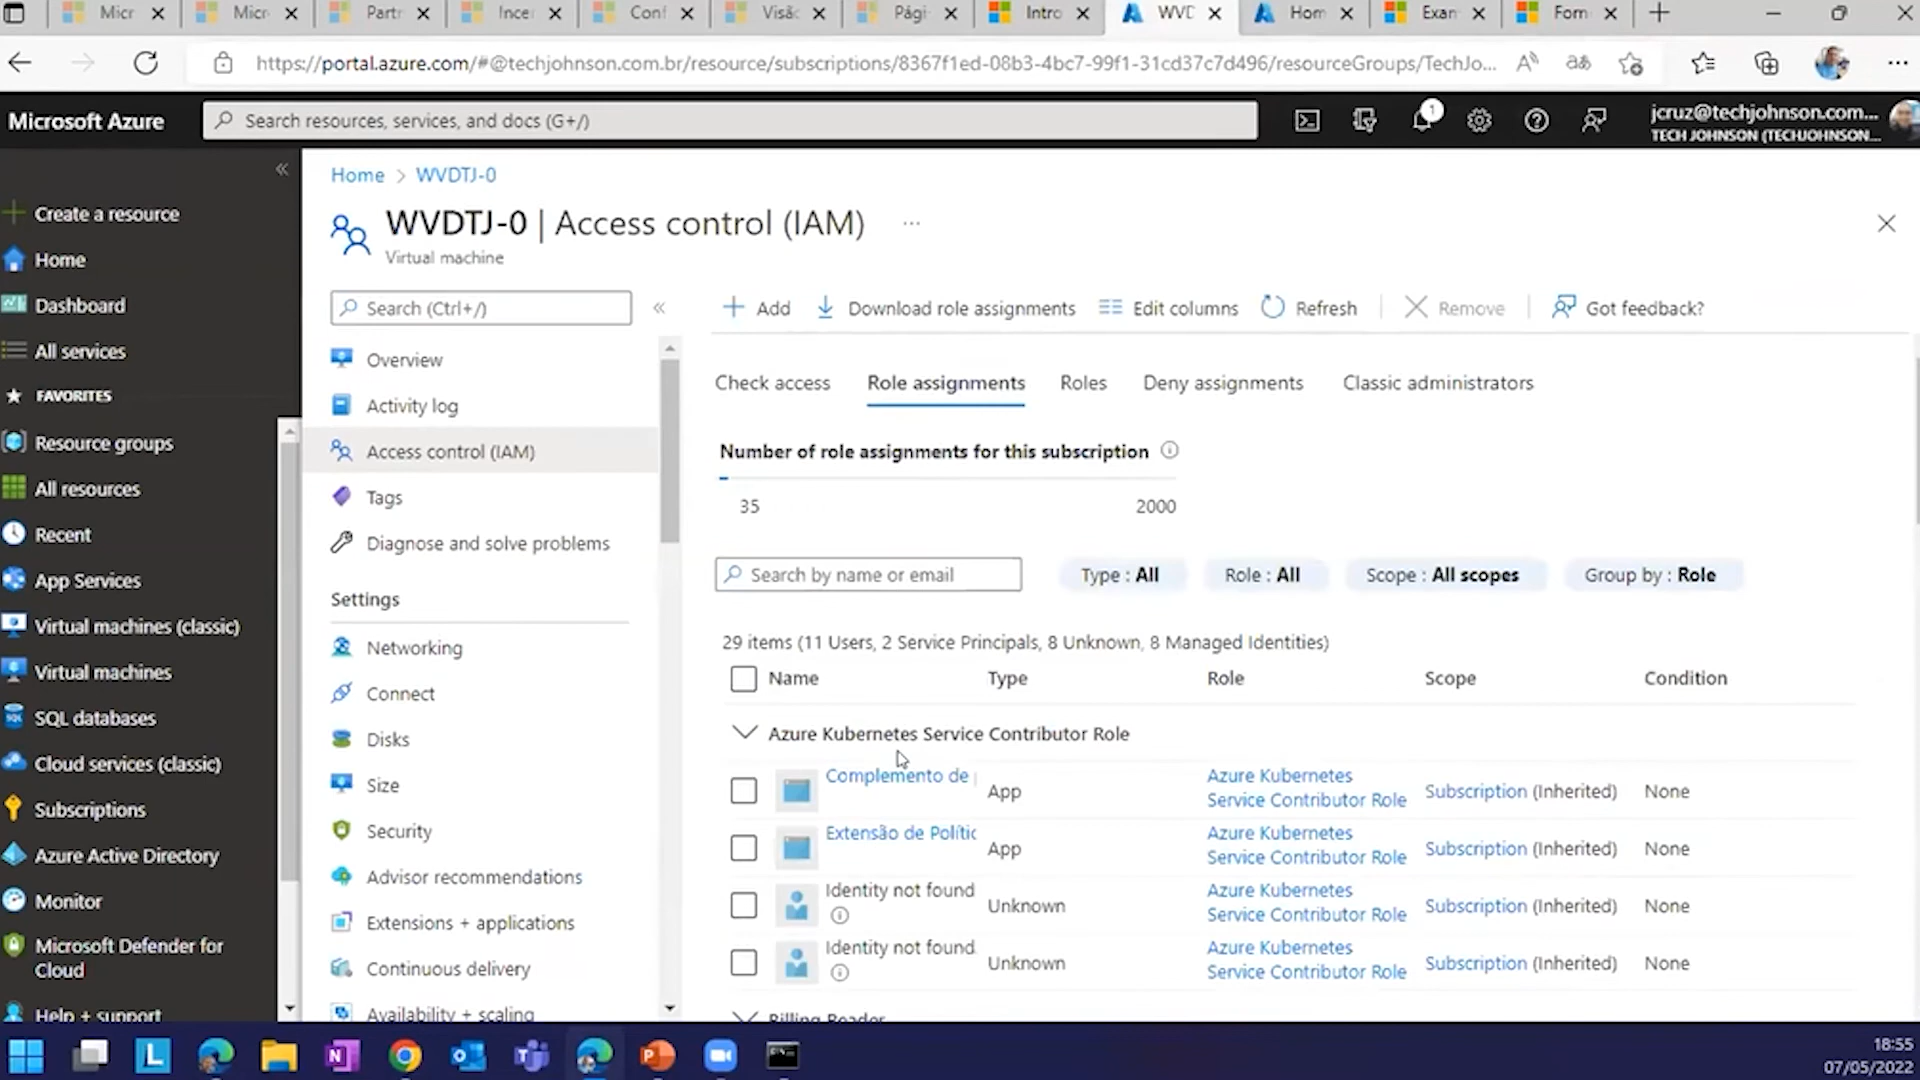 Micr
Micr
Partr
Incer
Conf
Visão
Pági
Intro
WVD
Hom
Exan
Form
https://portal.azure.com/#@techjohnson.com.br/resource/subscriptions/8367f1ed-08b3-4bc7-99f1-31cd37c7d496/resourceGroups/TechJo...
Microsoft Azure
Search resources, services, and docs (G+/)
1
jcruz@techjohnson.com...
TECH JOHNSON (TECHJOHNSON...
Create a resource
Home
Dashboard
All services
FAVORITES
Resource groups
All resources
Recent
App Services
Virtual machines (classic)
Virtual machines
SQL databases
Cloud services (classic)
Subscriptions
Azure Active Directory
Monitor
Microsoft Defender for
Cloud
Help + support
Home > WVDTJ-0
WVDTJ-0 | Access control (IAM) ...
Virtual machine
Search (Ctrl+/)
Overview
Activity log
Access control (IAM)
Tags
Diagnose and solve problems
Settings
Networking
Connect
Disks
Size
Security
Advisor recommendations
Extensions + applications
Continuous delivery
Availability + scaling
Add Download role assignments Edit columns Refresh Remove Got feedback?
Check access Role assignments Roles Deny assignments Classic administrators
Number of role assignments for this subscription
35 2000
Search by name or email Type : All Role : All Scope : All scopes Group by : Role
29 items (11 Users, 2 Service Principals, 8 Unknown, 8 Managed Identities)
Name Type Role Scope Condition
Azure Kubernetes Service Contributor Role
Complemento de App Azure Kubernetes Service Contributor Role Subscription (Inherited) None
Extensão de Polític App Azure Kubernetes Service Contributor Role Subscription (Inherited) None
Identity not found Unknown Azure Kubernetes Service Contributor Role Subscription (Inherited) None
Identity not found. Unknown Azure Kubernetes Service Contributor Role Subscription (Inherited) None
Billing Reader
18:55
07/05/2022